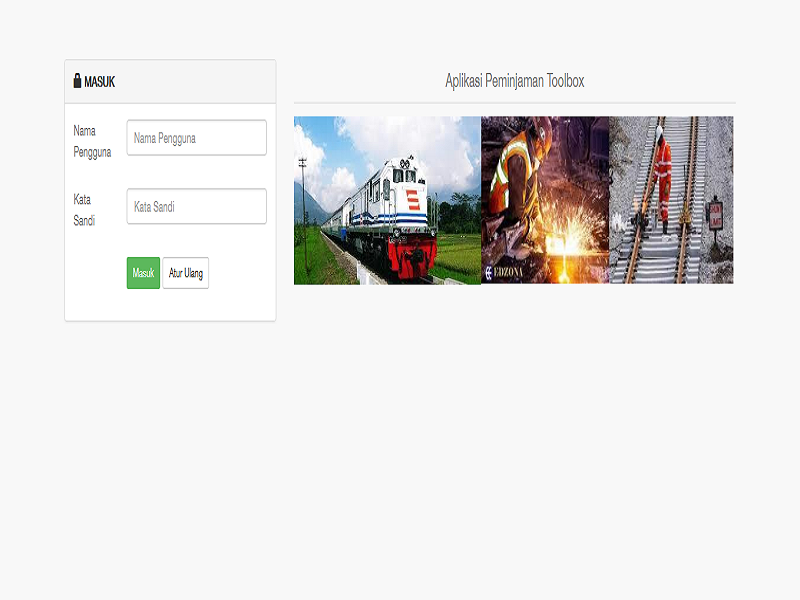 MASUK
Nama
Pengguna
Nama Pengguna
Kata
Sandi
Kata Sandi
Masuk
Atur Ulang
Aplikasi Peminjaman Toolbox
EDZONA